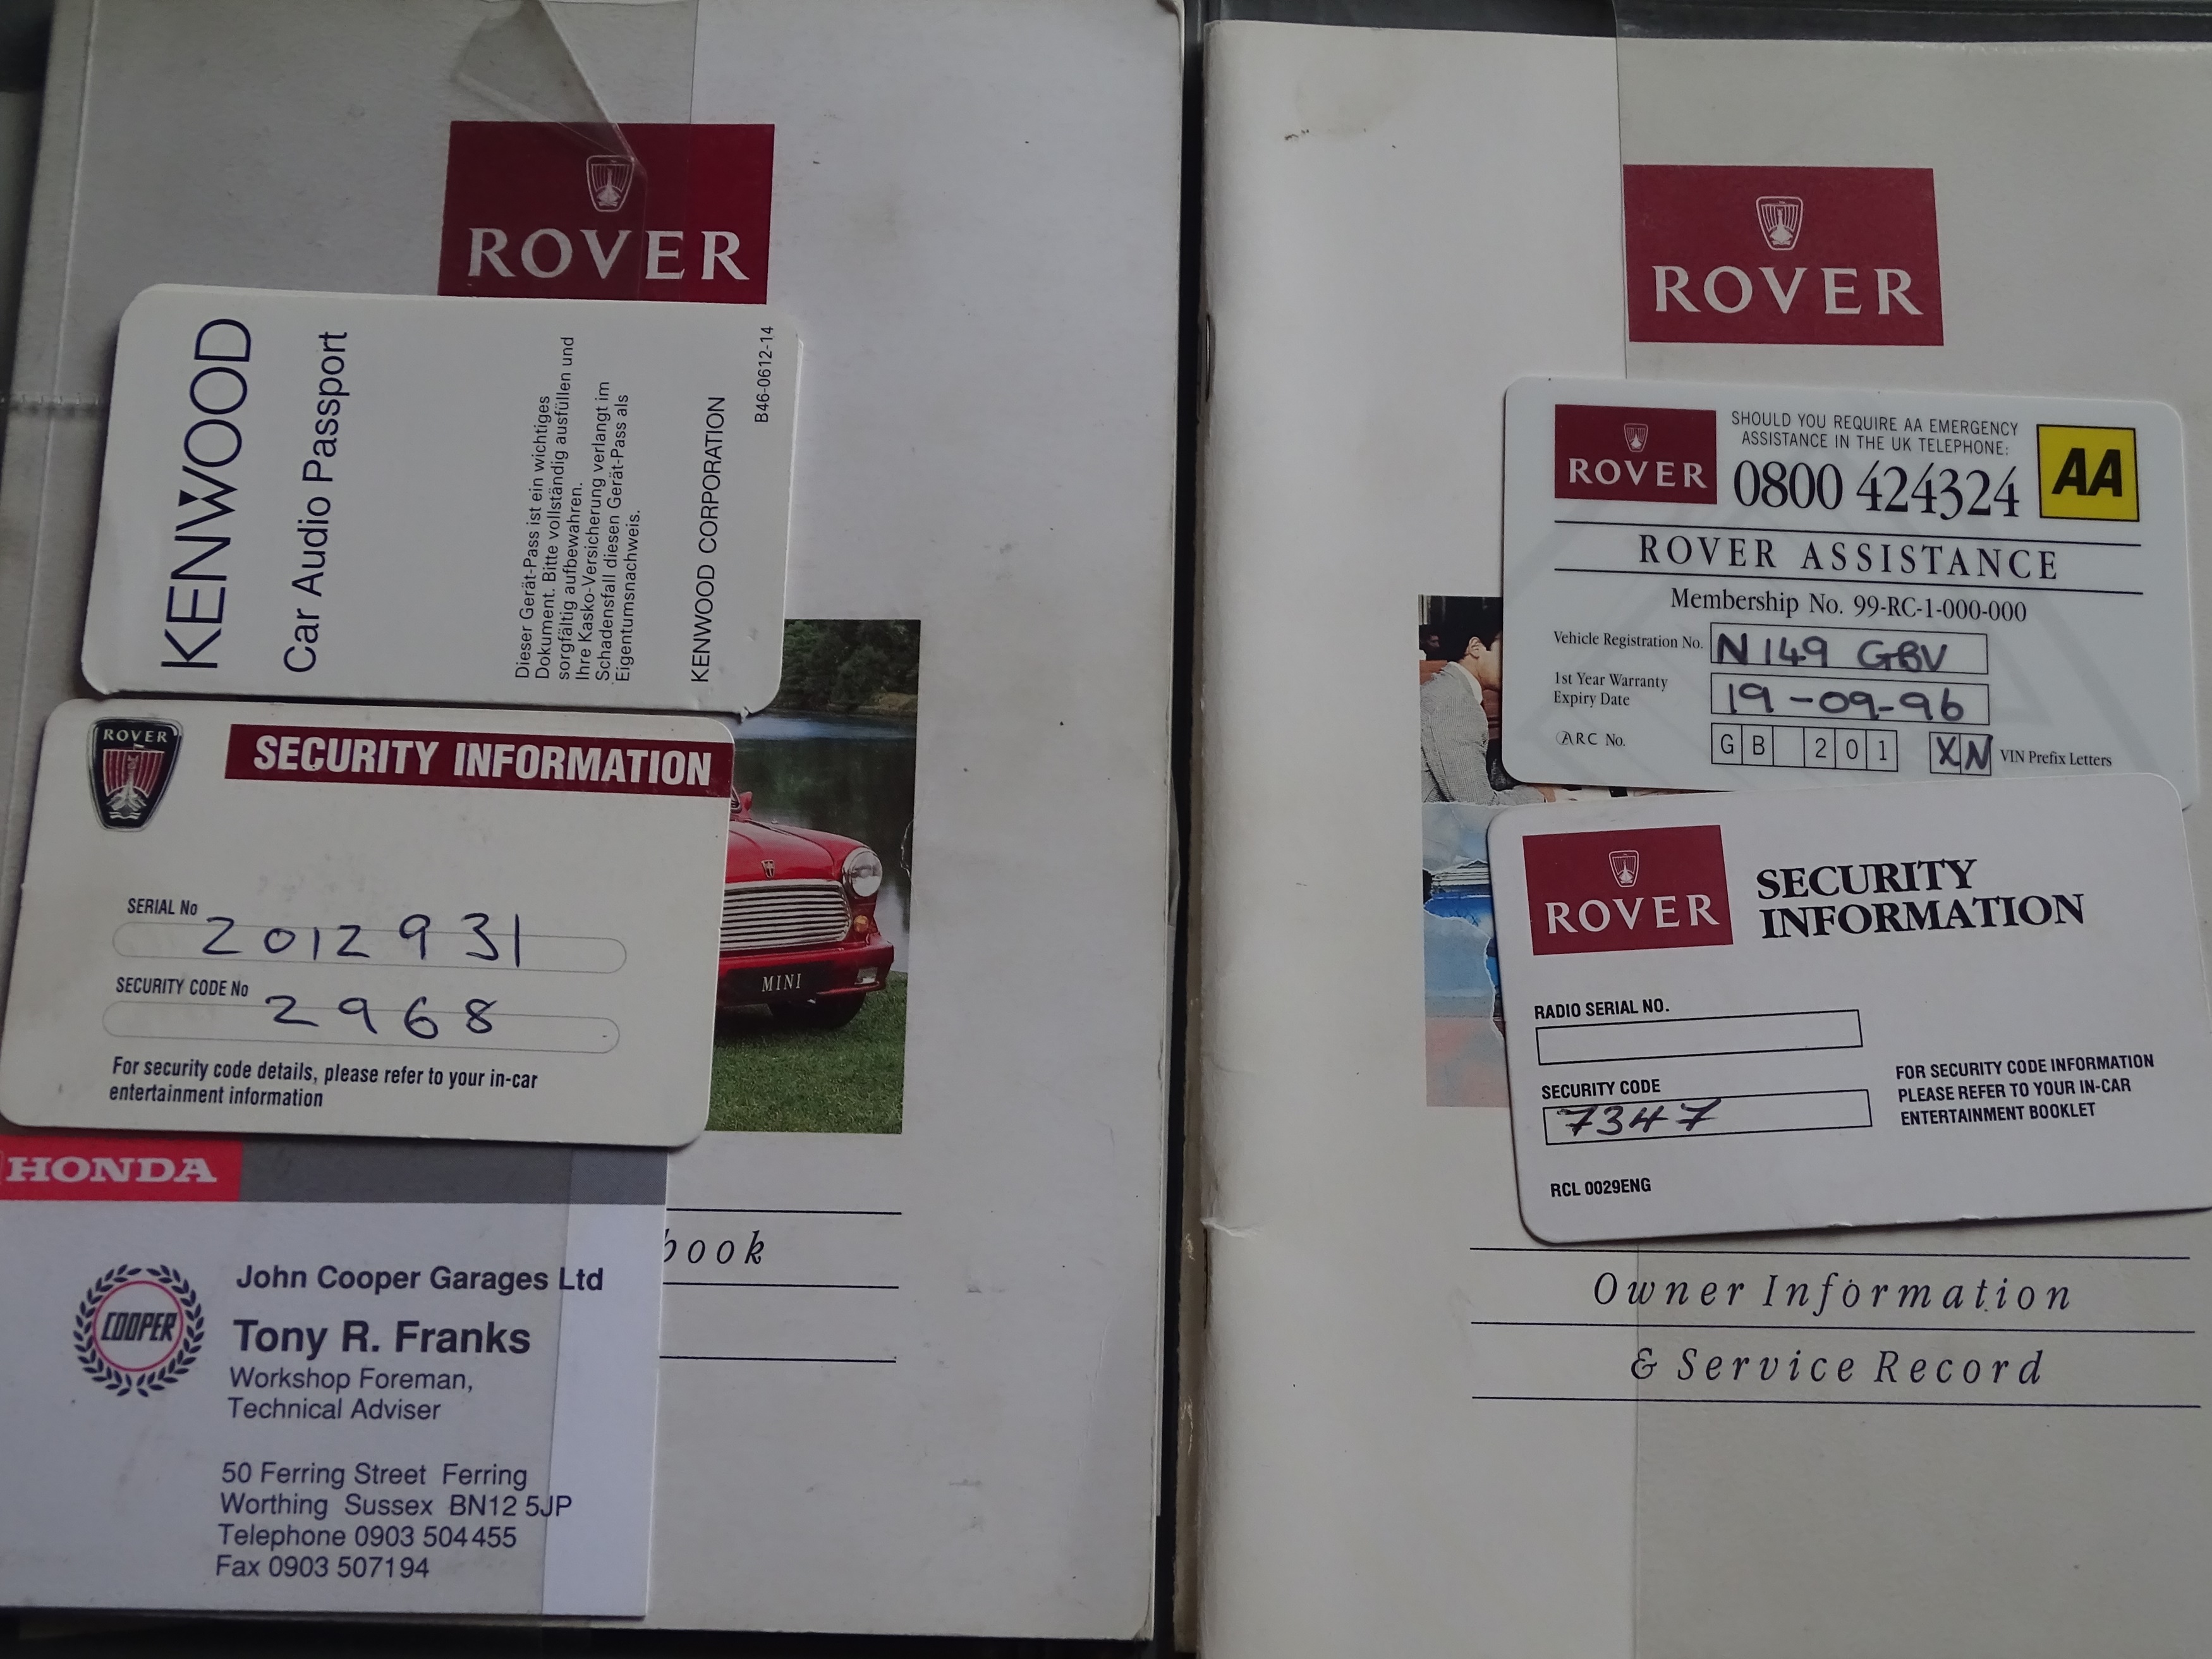 ROVER
KENWOOD
Car Audio Passport
Dieser Gerät-Pass ist ein wichtiges
Dokument. Bitte vollständig ausfüllen und
sorgfältig aufbewahren.
Ihre Kasko-Versicherung verlangt im
Schadensfall diesen Gerät-Pass als
Eigentumsnachweis.
KENWOOD CORPORATION
B46-0612-14
ROVER
SECURITY INFORMATION
SERIAL No
2012931
SECURITY CODE No
2968
For security code details, please refer to your in-car
entertainment information
MINI
HONDA
COOPER
John Cooper Garages Ltd
Tony R. Franks
Workshop Foreman,
Technical Adviser
50 Ferring Street Ferring
Worthing Sussex BN12 5JP
Telephone 0903 504455
Fax 0903 507194
book
ROVER
ROVER
SHOULD YOU REQUIRE AA EMERGENCY
ASSISTANCE IN THE UK TELEPHONE:
0800 424324
AA
ROVER ASSISTANCE
Membership No. 99-RC-1-000-000
Vehicle Registration No. N149 GBV
1st Year Warranty
Expiry Date 19-09-96
ARC No. GB 201 XN VIN Prefix Letters
ROVER
SECURITY
INFORMATION
RADIO SERIAL NO.
SECURITY CODE
7347
FOR SECURITY CODE INFORMATION
PLEASE REFER TO YOUR IN-CAR
ENTERTAINMENT BOOKLET
RCL 0029ENG
Owner Information
& Service Record